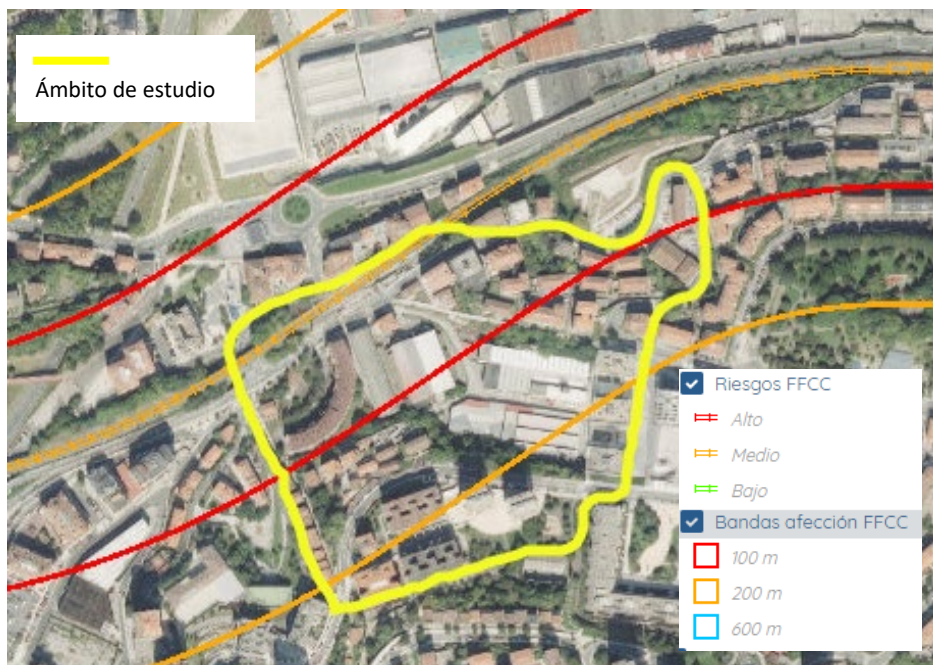 Ámbito de estudio
Riesgos FFCC
Alto
Medio
Bajo
Bandas afección FFCC
100 m
200 m
600 m